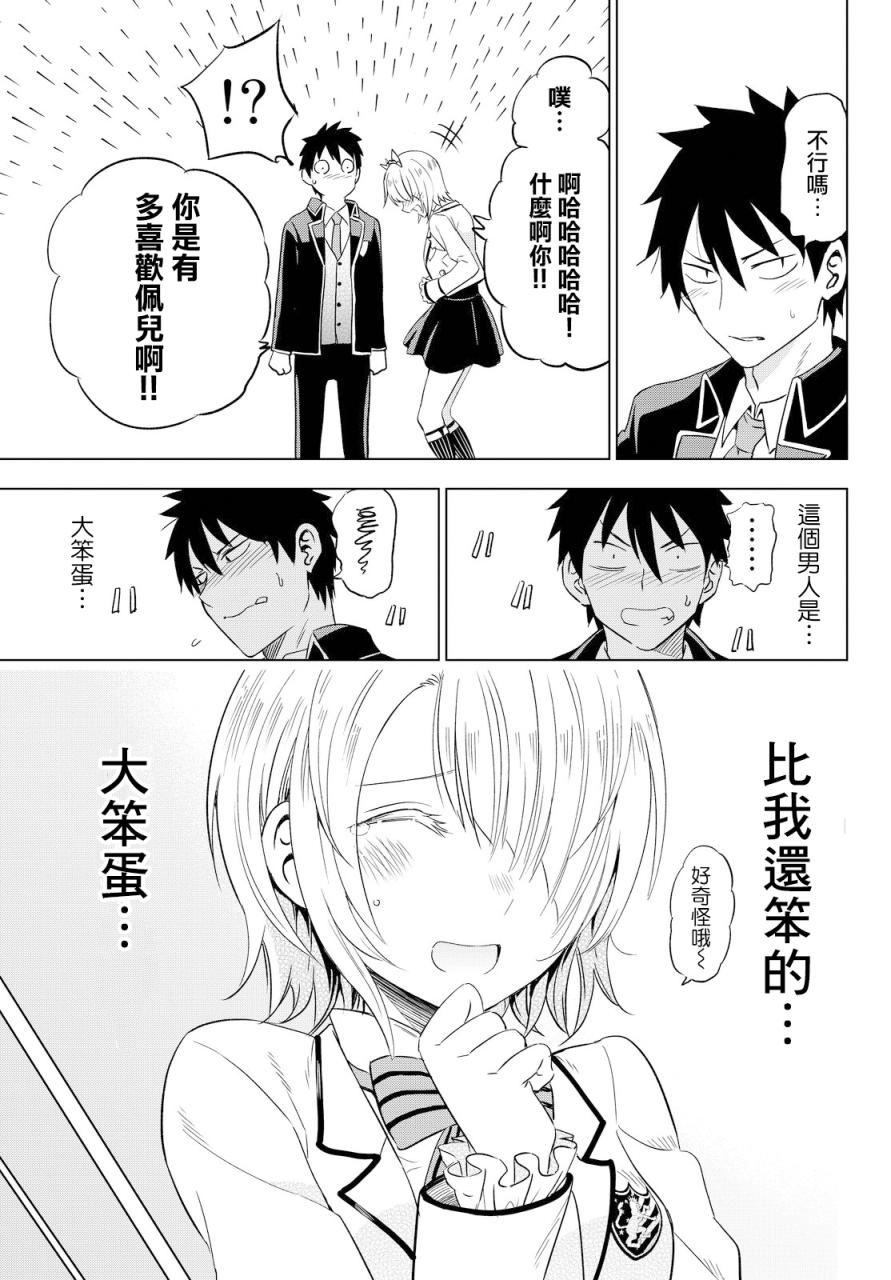 不行嗎…
噗…
啊哈哈哈哈哈！
什麼啊你!!
!?
你是有
多喜歡佩兒啊!!
這個男人是…
……
大笨蛋…
比我還笨的…
好奇怪哦～
大笨蛋…